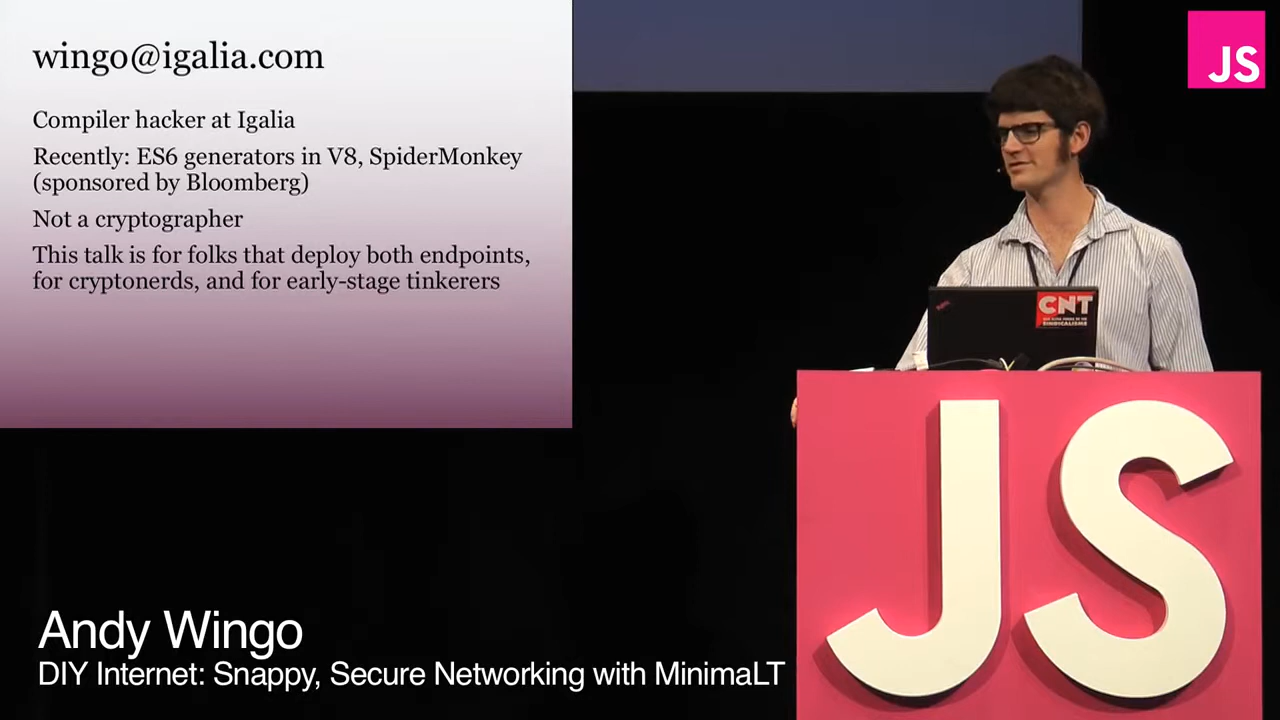 wingo@igalia.com
Compiler hacker at Igalia
Recently: ES6 generators in V8, SpiderMonkey
(sponsored by Bloomberg)
Not a cryptographer
This talk is for folks that deploy both endpoints,
for cryptonerds, and for early-stage tinkerers
JS
CNT
SINDICALISME
JS
Andy Wingo
DIY Internet: Snappy, Secure Networking with MinimaLT